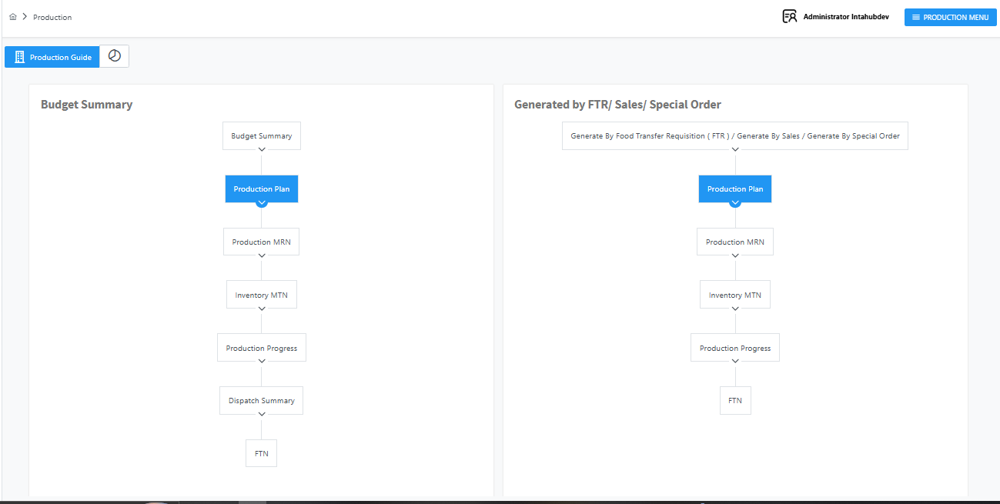 Production
Administrator Intahubdev
PRODUCTION MENU
Production Guide
Budget Summary
Budget Summary
Production Plan
Production MRN
Inventory MTN
Production Progress
Dispatch Summary
FTN
Generated by FTR/ Sales/ Special Order
Generate By Food Transfer Requisition ( FTR ) / Generate By Sales / Generate By Special Order
Production Plan
Production MRN
Inventory MTN
Production Progress
FTN